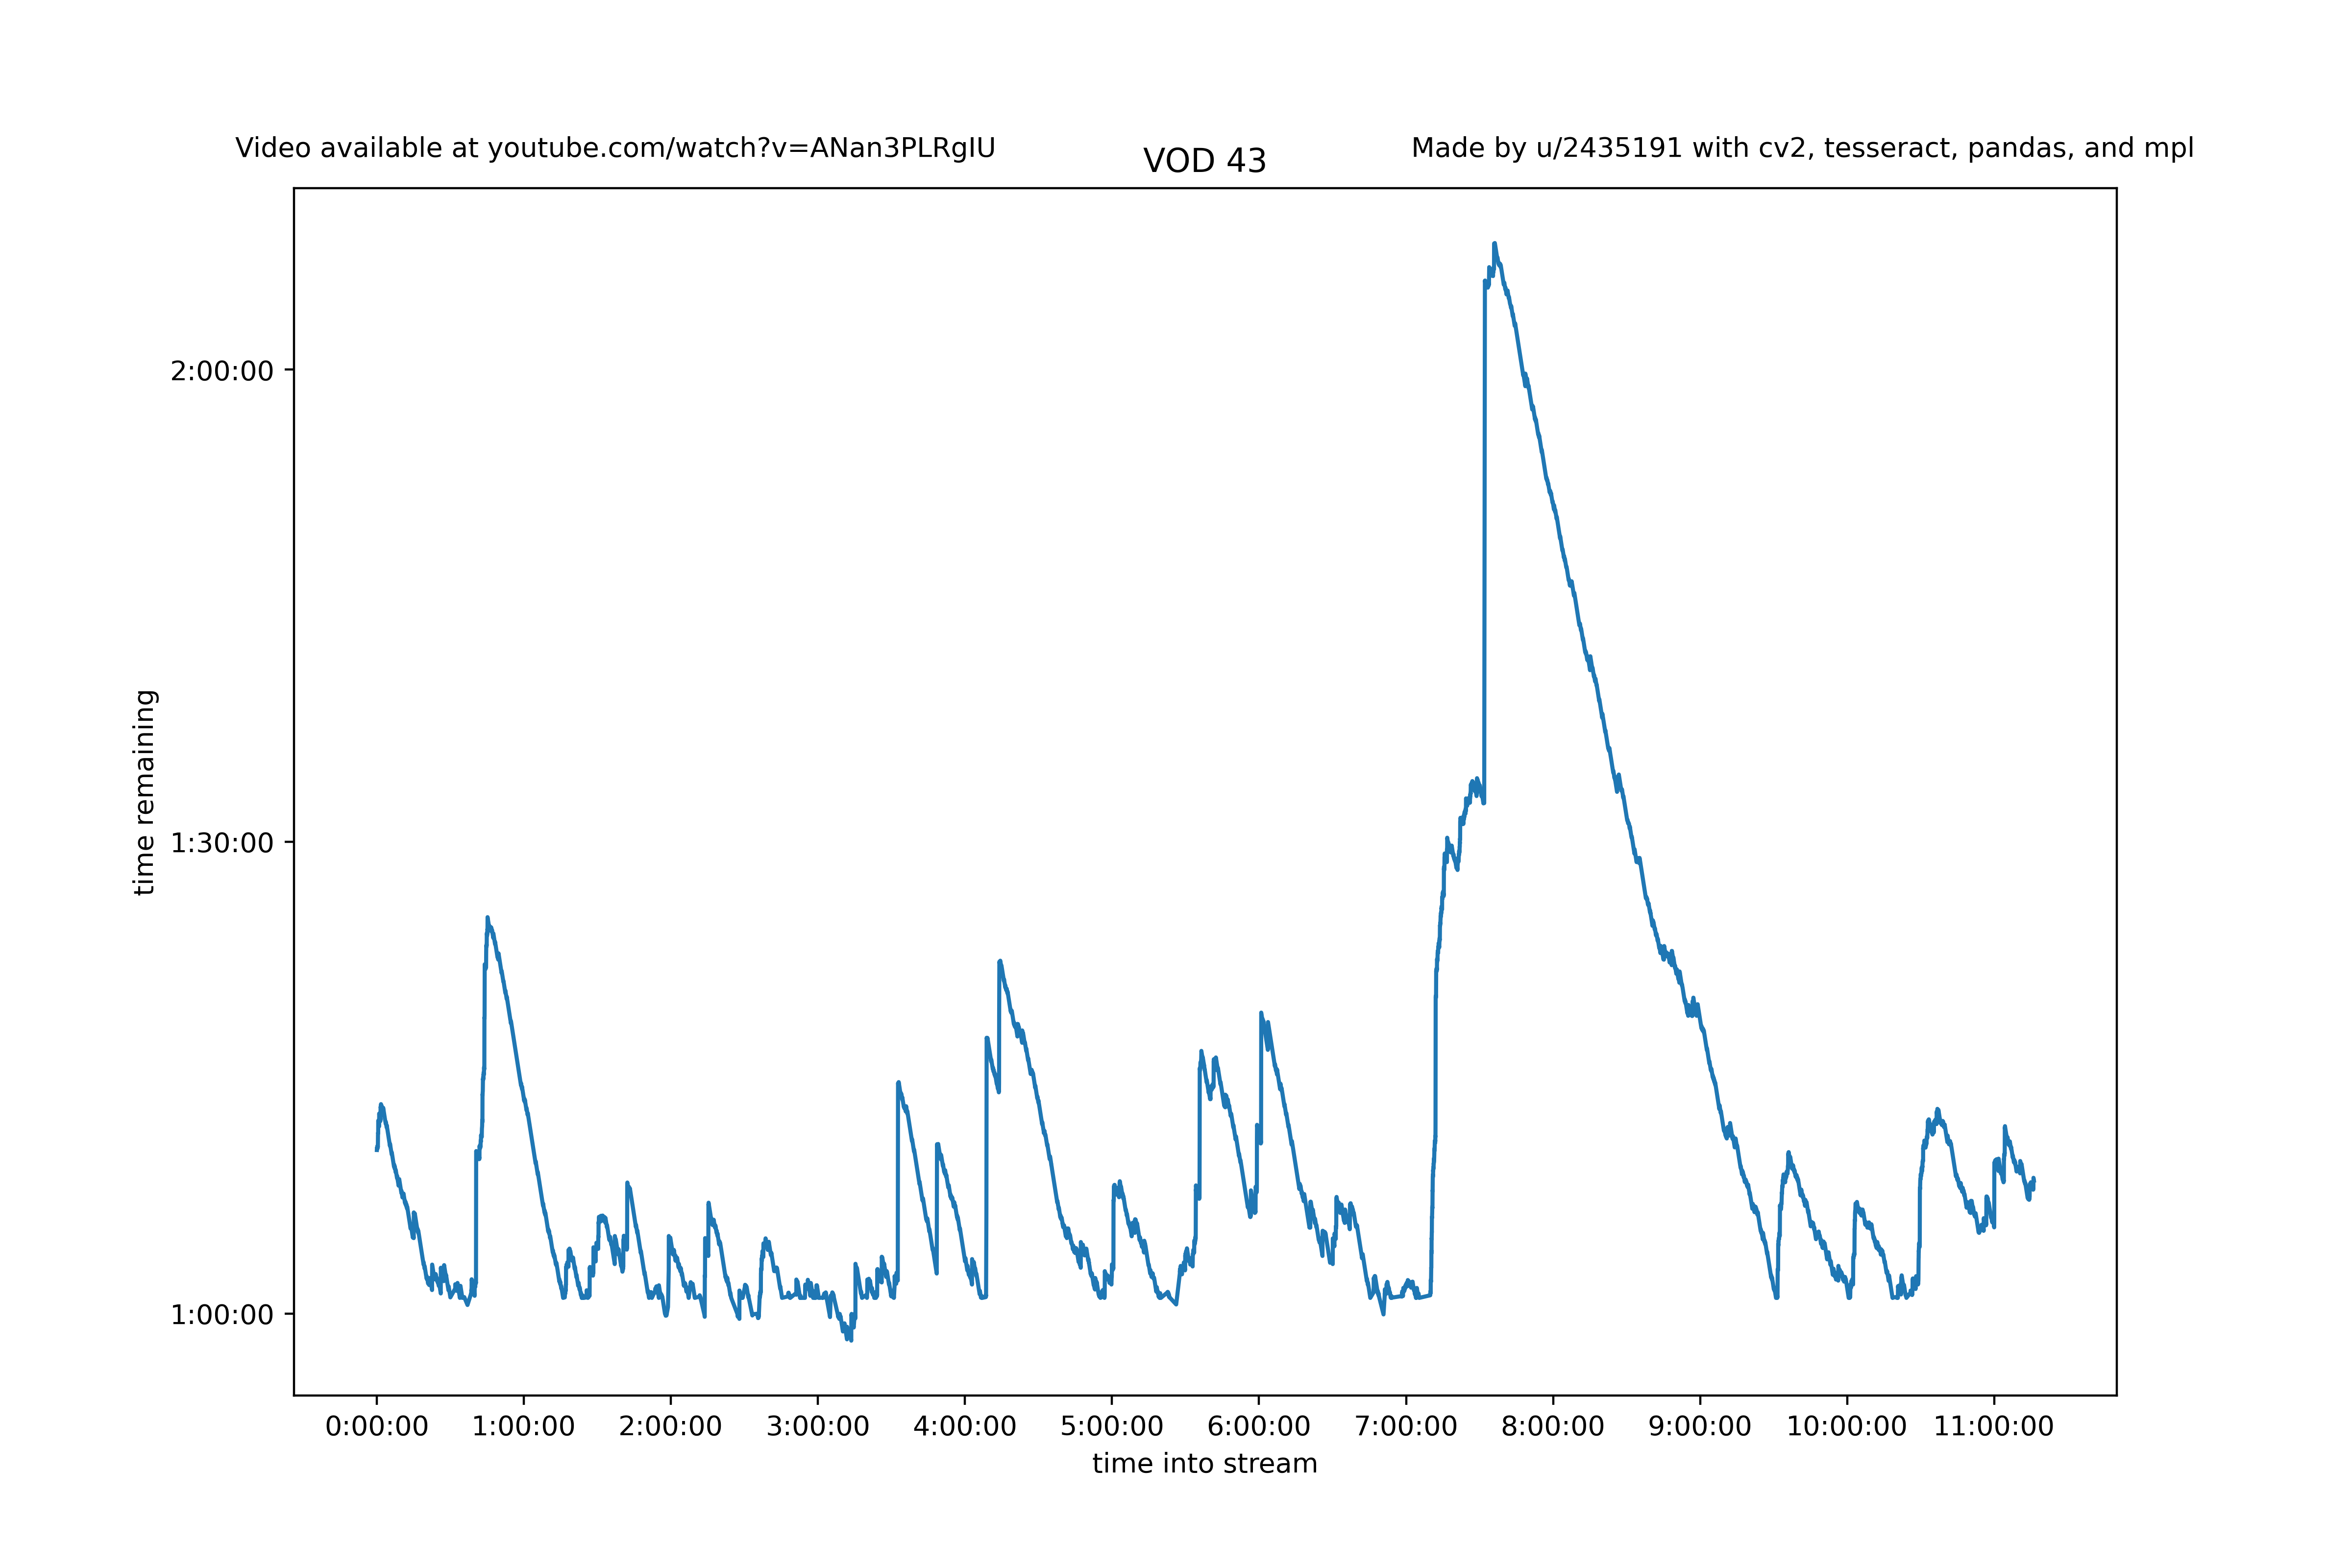 Video available at youtube.com/watch?v=ANan3PLRgIU
VOD 43
Made by u/2435191 with cv2, tesseract, pandas, and mpl
2:00:00
1:30:00
1:00:00
time remaining
0:00:00 1:00:00 2:00:00 3:00:00 4:00:00 5:00:00 6:00:00 7:00:00 8:00:00 9:00:00 10:00:00 11:00:00
time into stream